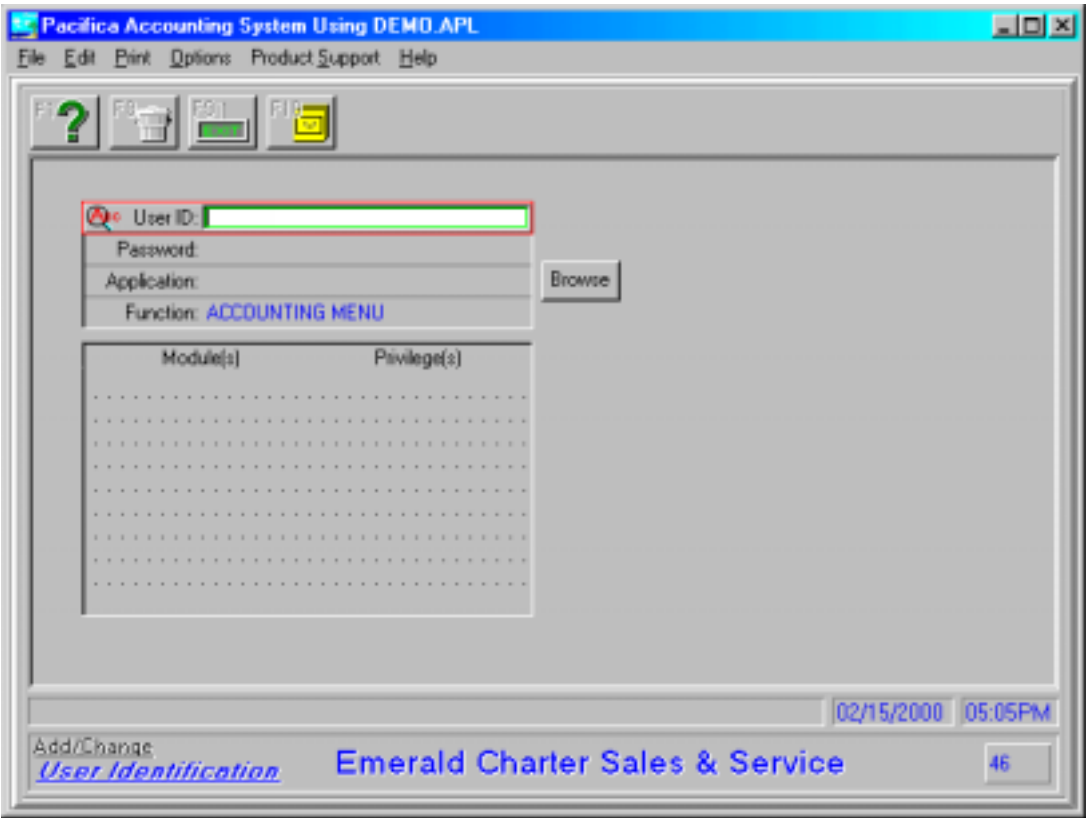 Pacifica Accounting System Using DEMO.APL
File Edit Print Options Product Support Help
F1
User ID:
Password:
Application:
Browse
Function: ACCOUNTING MENU
Module(s) Privilege(s)
02/15/2000 05:05PM
Add/Change
User Identification
Emerald Charter Sales & Service
46